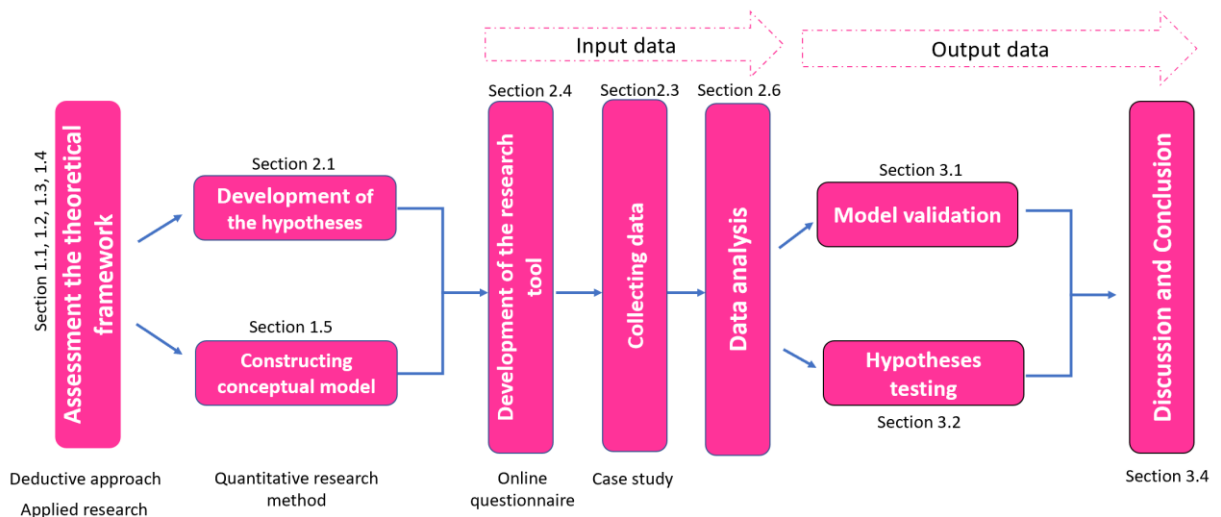 Input data
Output data
Section 2.4
Section2.3
Section 2.6
Section 1.1, 1.2, 1.3, 1.4
Assessment the theoretical
framework
Section 2.1
Development of
the hypotheses
Section 1.5
Constructing
conceptual model
Development of the research
tool
Collecting data
Data analysis
Section 3.1
Model validation
Hypotheses
testing
Section 3.2
Discussion and Conclusion
Section 3.4
Deductive approach
Applied research
Quantitative research
method
Online
questionnaire
Case study